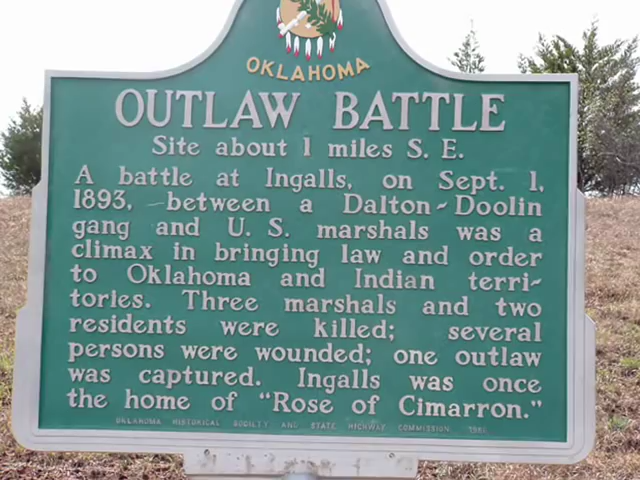 OKLAHOMA
OUTLAW BATTLE
Site about 1 miles S. E.
A battle at Ingalls, on Sept. 1,
1893, between a Dalton-Doolin
gang and U. S. marshals was a
climax in bringing law and order
to Oklahoma and Indian terri-
tories. Three marshals and two
residents were killed; several
persons were wounded; one outlaw
was captured. Ingalls was once
the home of "Rose of Cimarron."
OKLAHOMA HISTORICAL SOCIETY AND STATE HIGHWAY COMMISSION